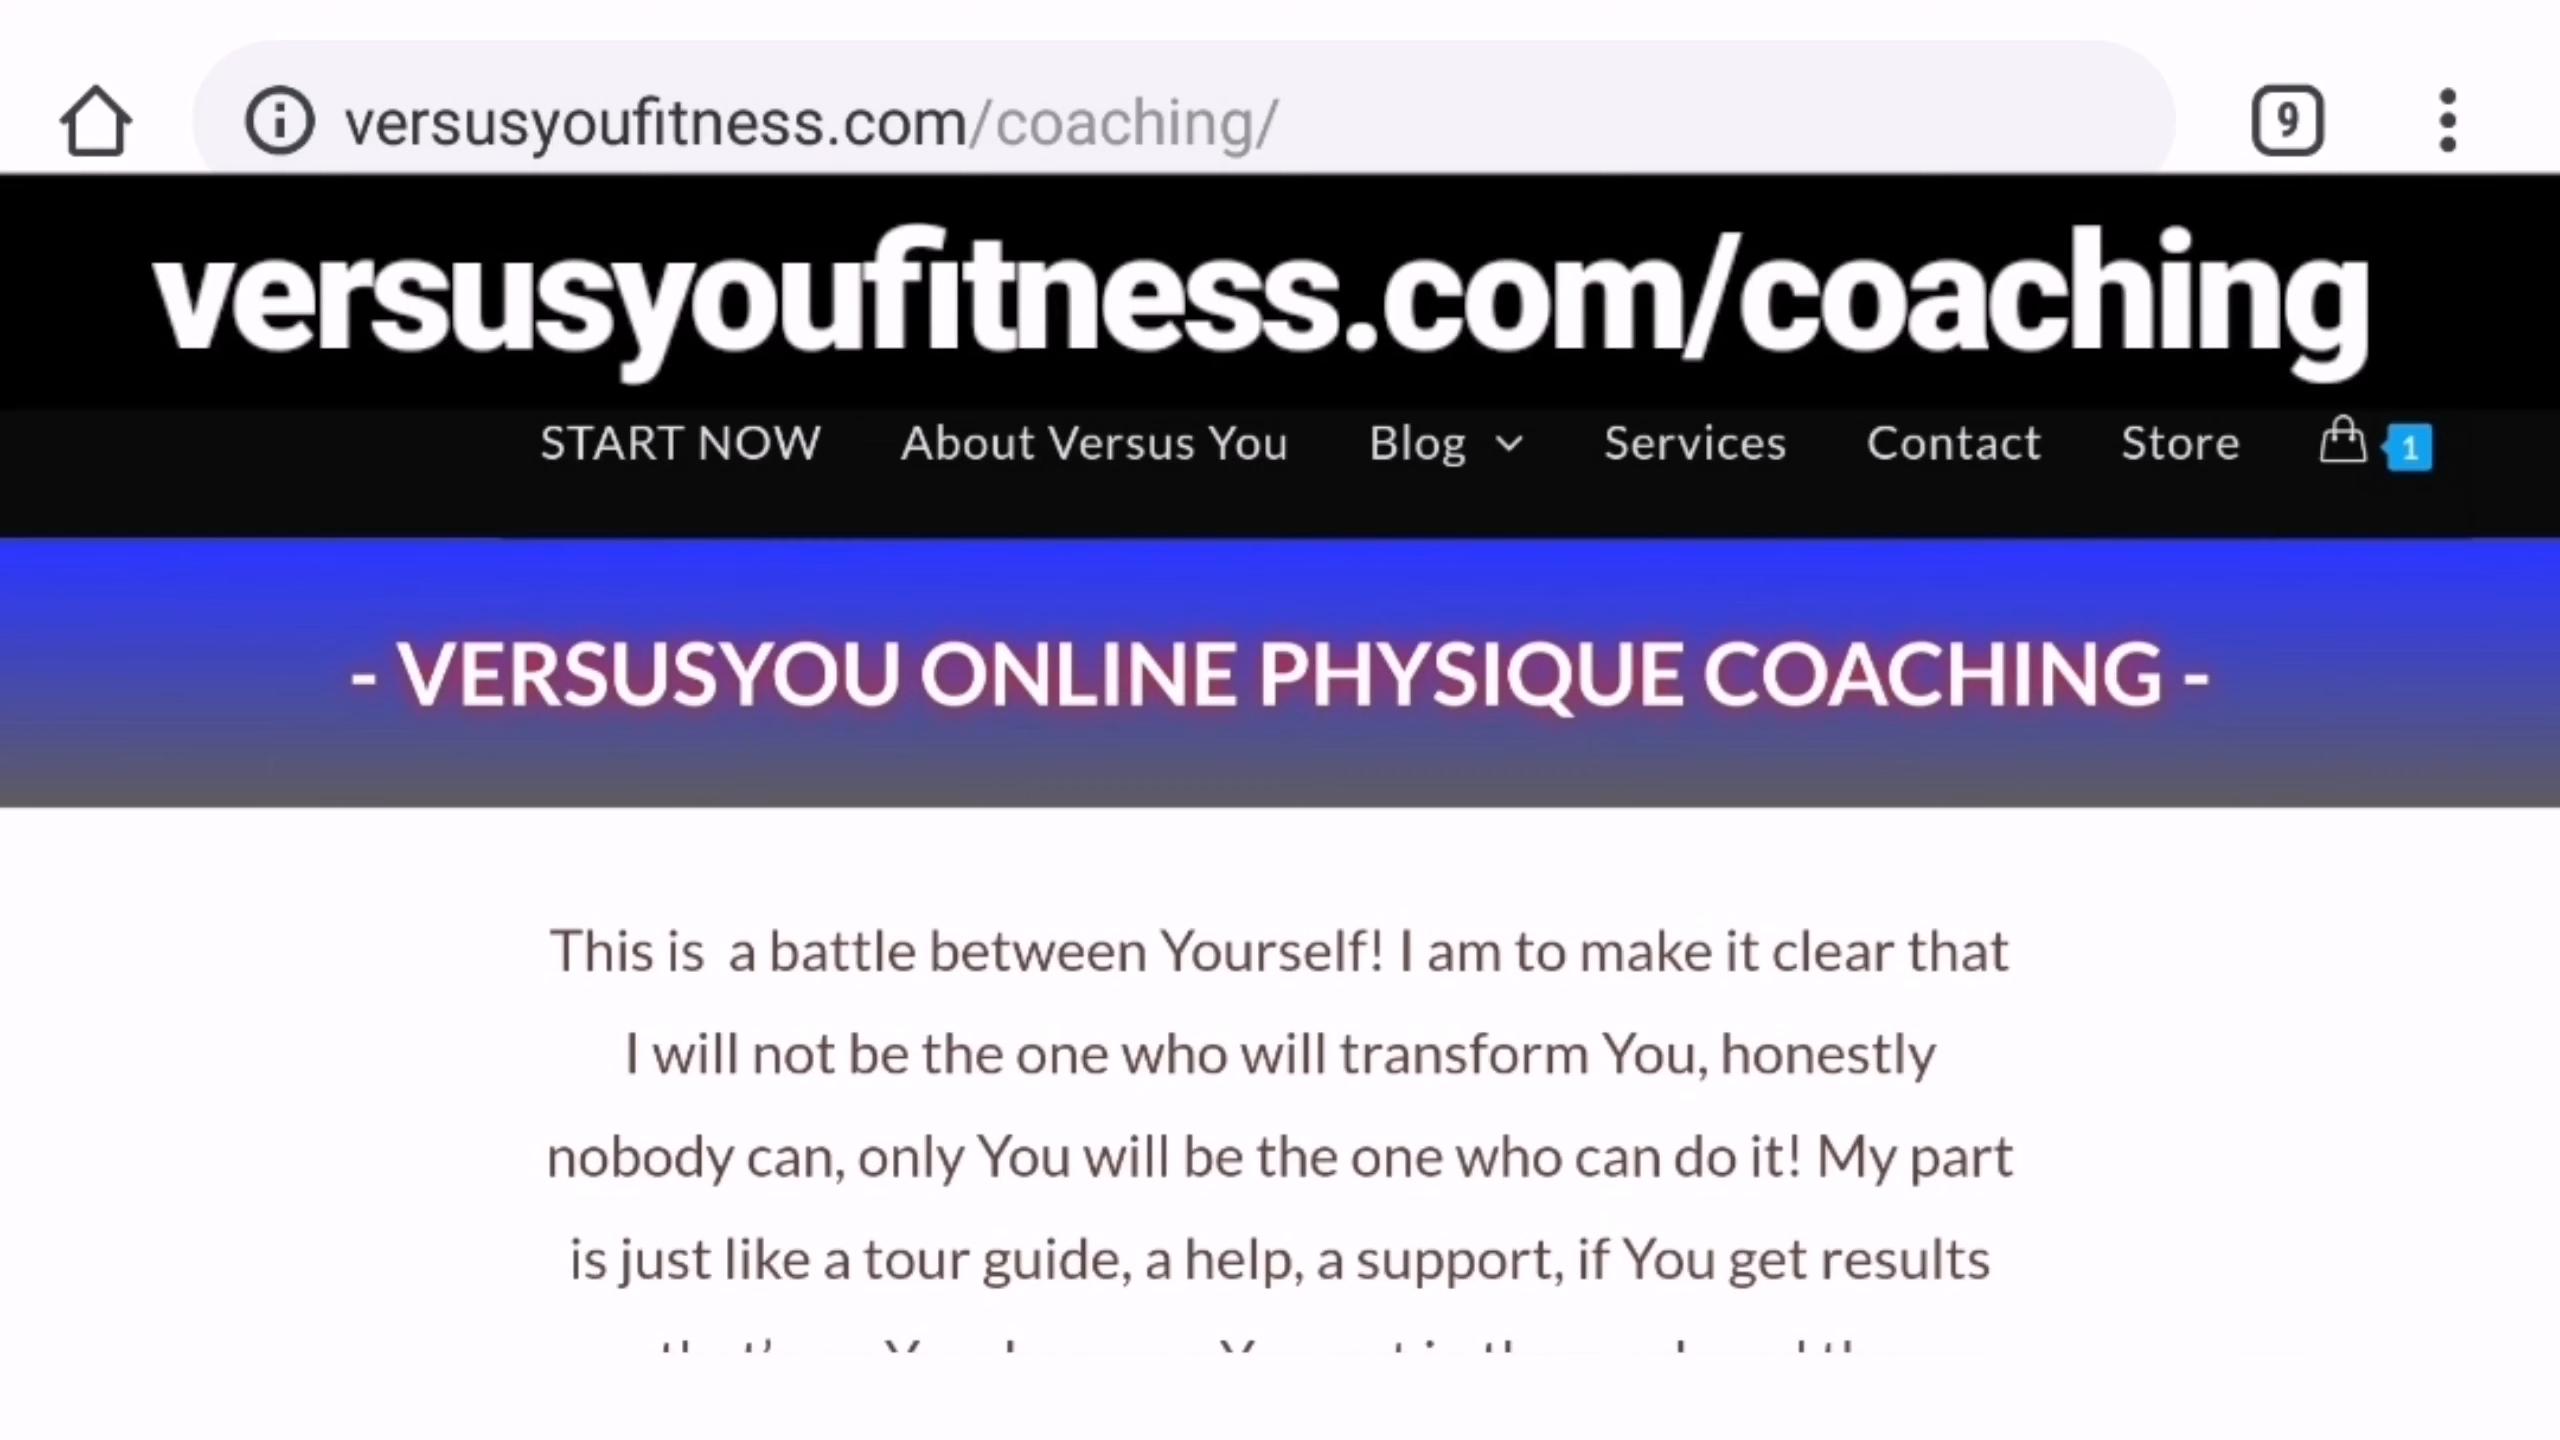 versusyoufitness.com/coaching/
9
versusyoufitness.com/coaching
START NOW About Versus You Blog Services Contact Store 1
- VERSUSYOU ONLINE PHYSIQUE COACHING -
This is a battle between Yourself! I am to make it clear that
I will not be the one who will transform You, honestly
nobody can, only You will be the one who can do it! My part
is just like a tour guide, a help, a support, if You get results